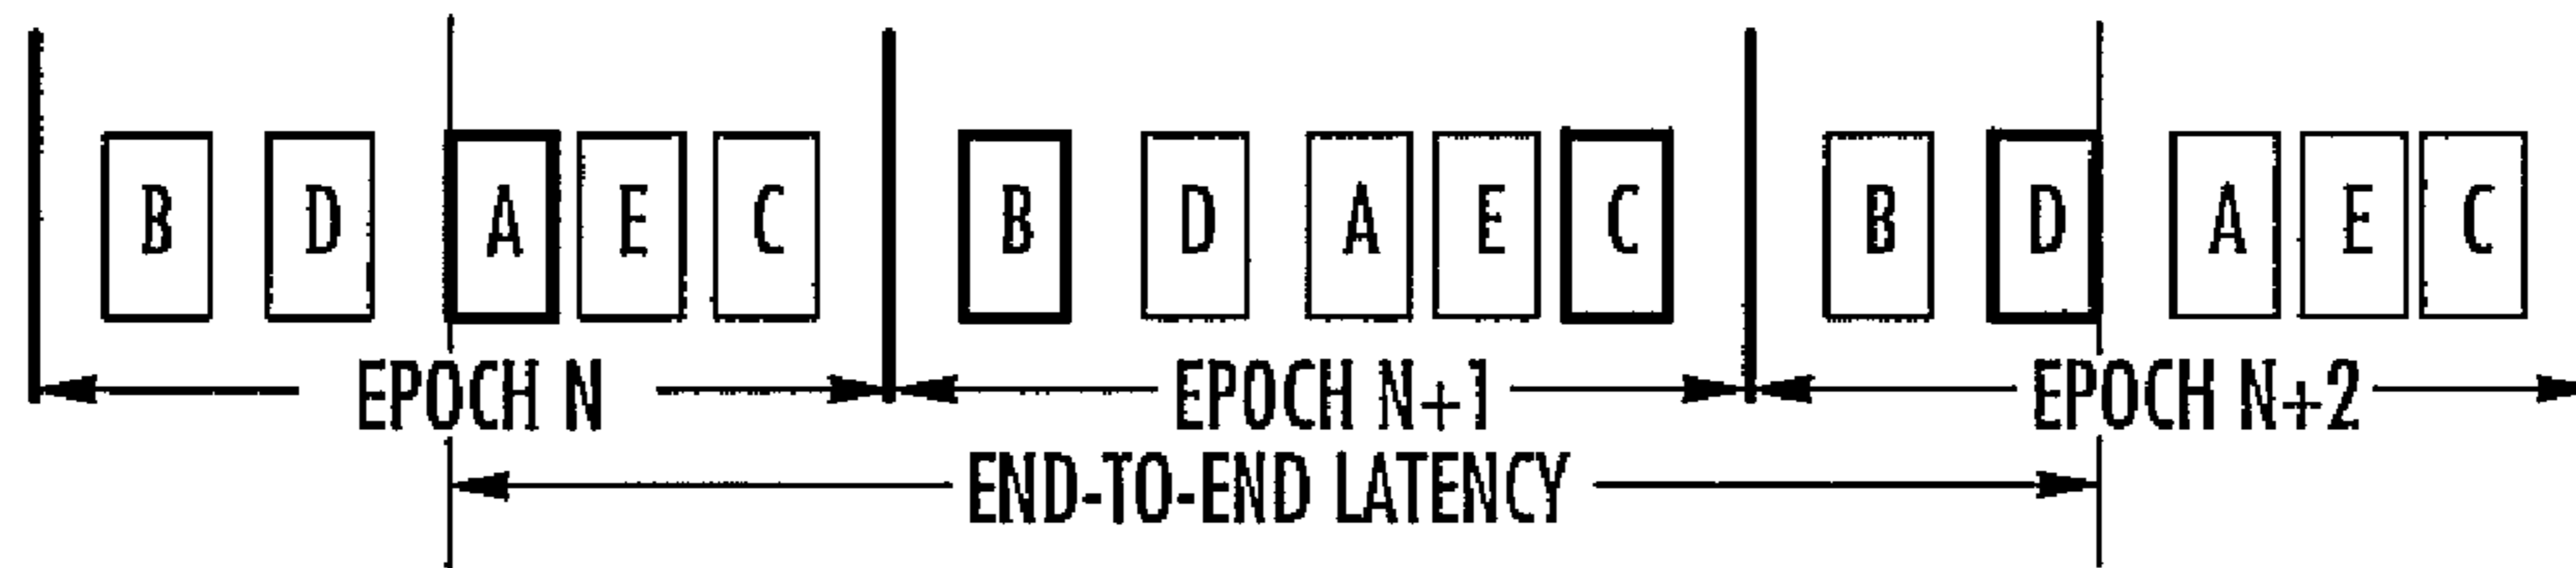 B D A E C B D A E C B D A E C
EPOCH N EPOCH N+1 EPOCH N+2
END-TO-END LATENCY